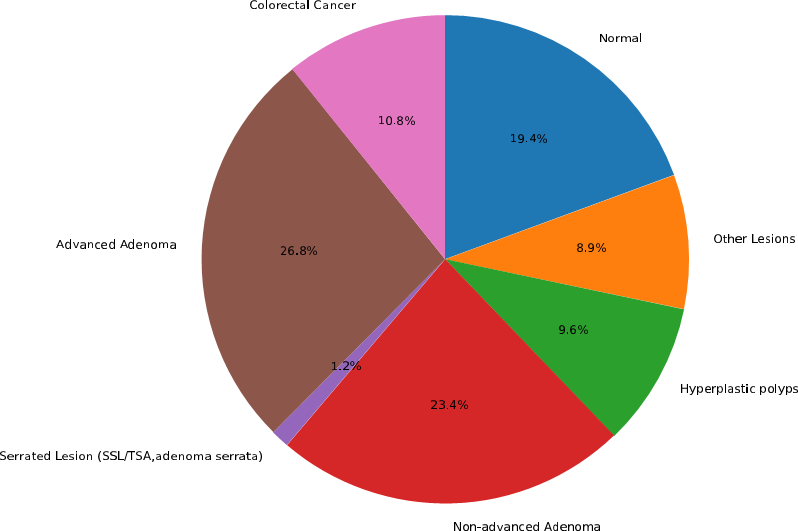 Colorectal Cancer
Normal
10.8%
19.4%
Advanced Adenoma
26.8%
Other Lesions
8.9%
9.6%
1.2%
Hyperplastic polyps
23.4%
Serrated Lesion (SSL/TSA,adenoma serrata)
Non-advanced Adenoma